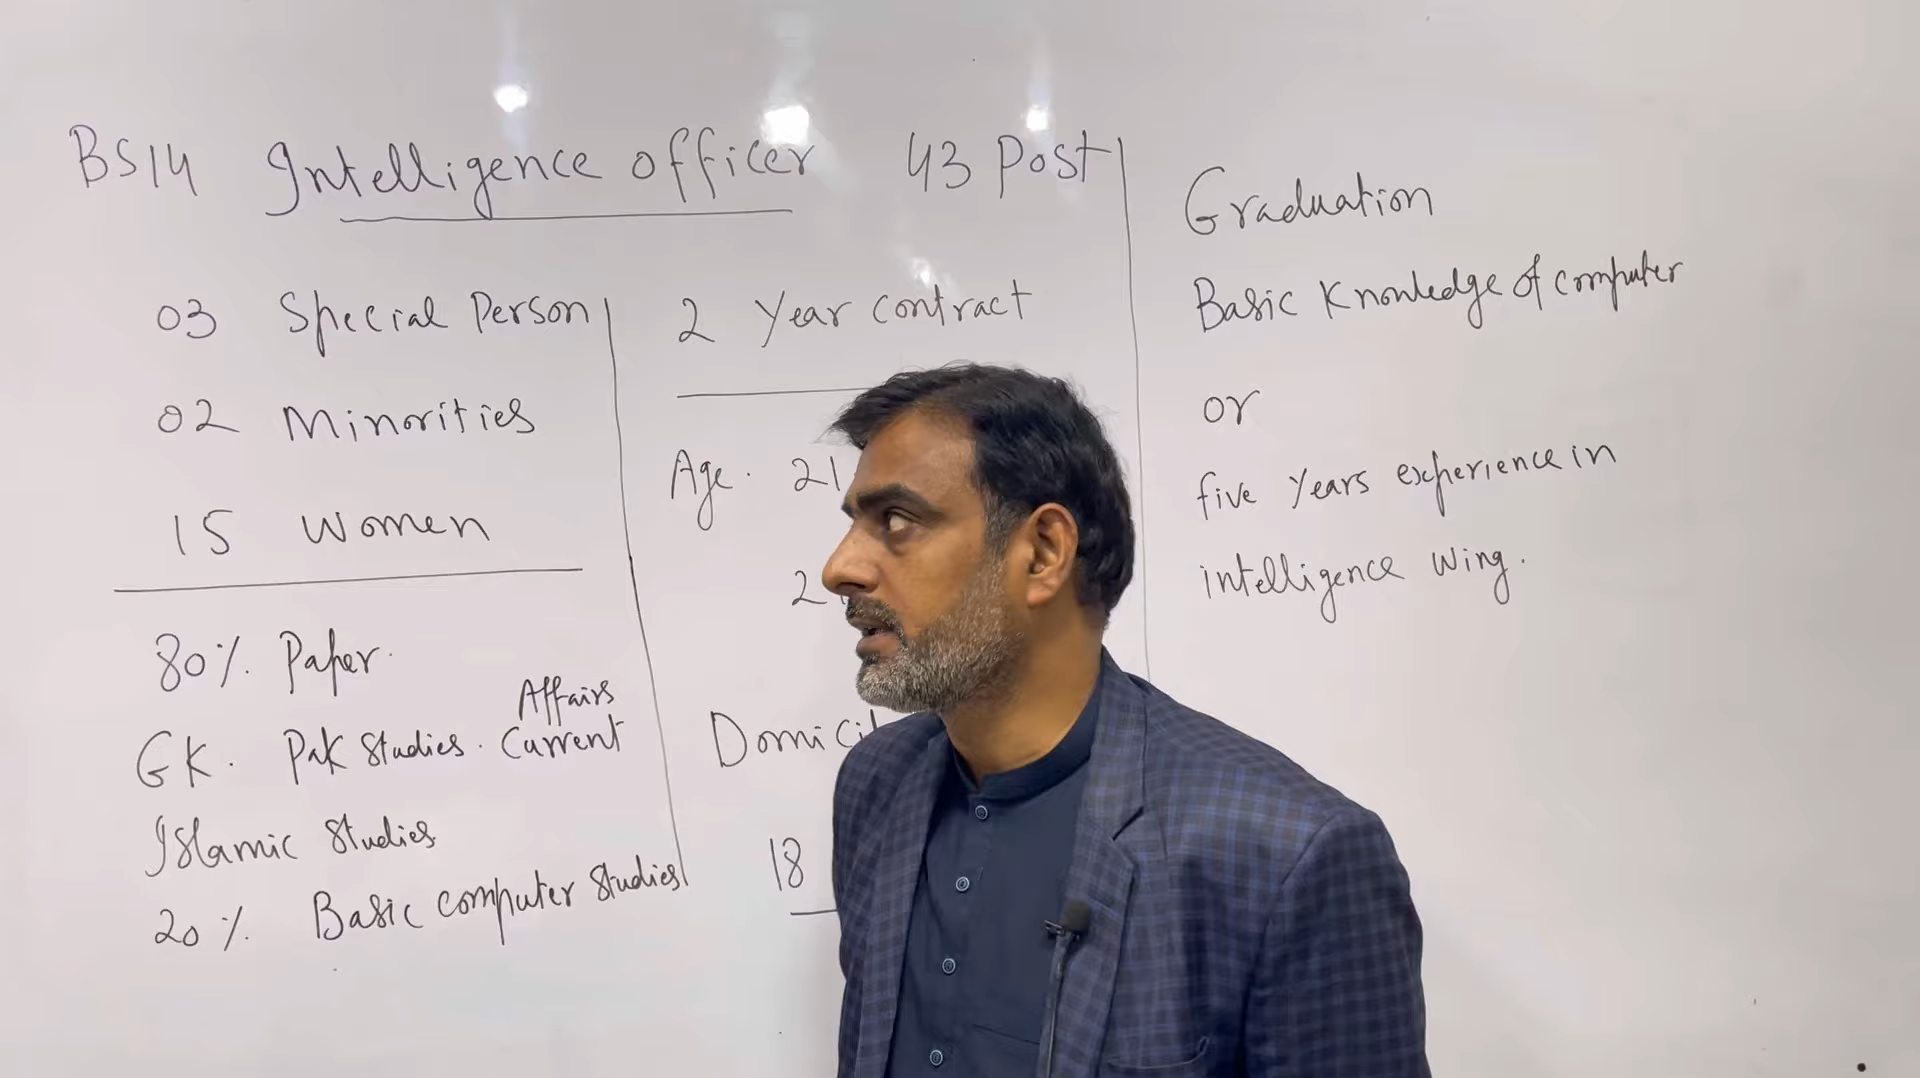 BS14 Intelligence officer 43 Post
03 Special Person
02 Minorities
15 Women
80% Paper.
GK. Pak Studies. Current Affairs
Islamic Studies
20% Basic computer studies
2 Year contract
Age. 21
2
18
Graduation
Basic Knowledge of computer
or
five years experience in
intelligence wing.